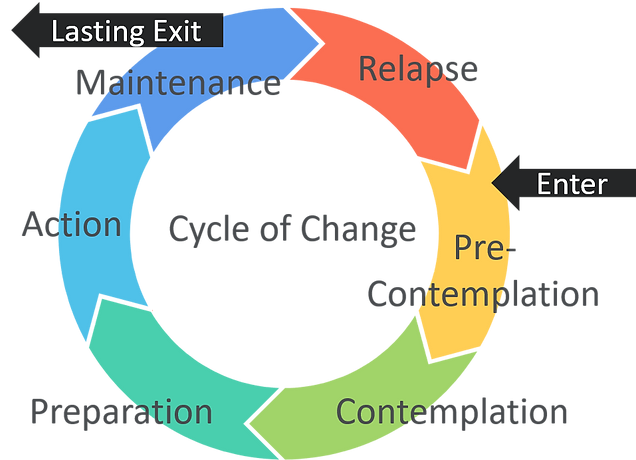 Lasting Exit
Maintenance
Relapse
Enter
Action
Cycle of Change
Pre-
Contemplation
Preparation
Contemplation